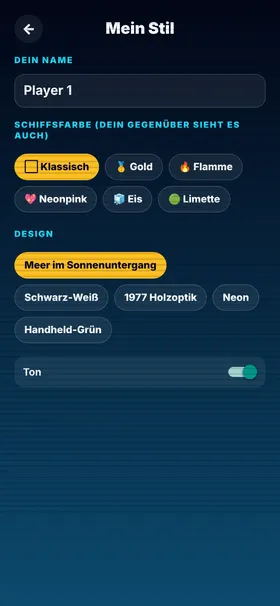 Mein Stil
DEIN NAME
Player 1
SCHIFFSFARBE (DEIN GEGENÜBER SIEHT ES
AUCH)
Klassisch
Gold
Flamme
Neonpink
Eis
Limette
DESIGN
Meer im Sonnenuntergang
Schwarz-Weiß
1977 Holzoptik
Neon
Handheld-Grün
Ton